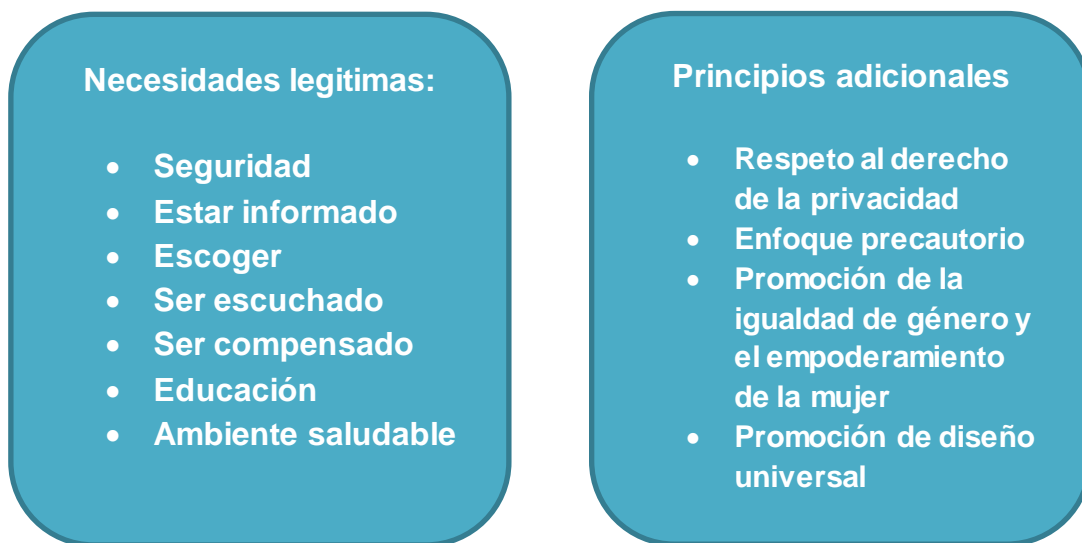 Necesidades legitimas:
• Seguridad
• Estar informado
• Escoger
• Ser escuchado
• Ser compensado
• Educación
• Ambiente saludable
Principios adicionales
• Respeto al derecho
de la privacidad
• Enfoque precautorio
• Promoción de la
igualdad de género y
el empoderamiento
de la mujer
• Promoción de diseño
universal